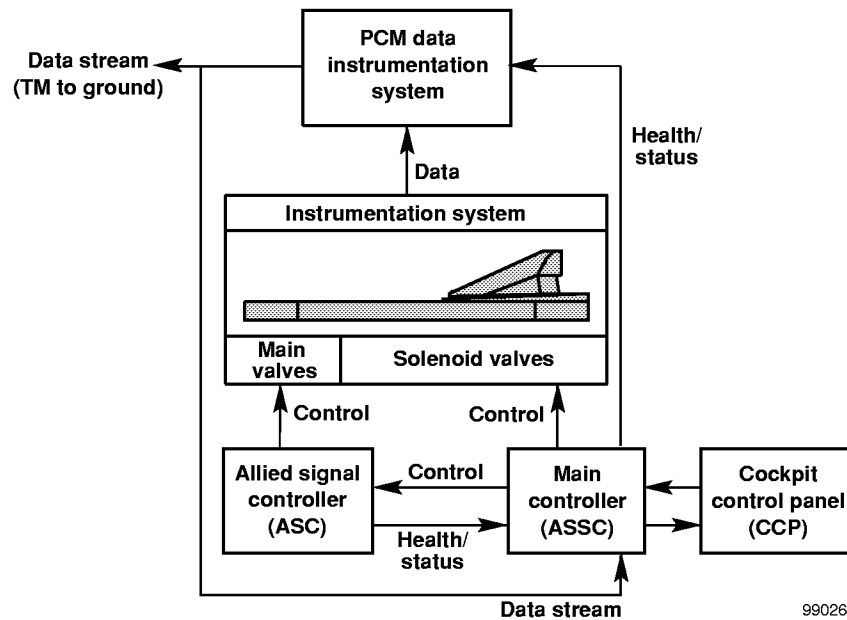 PCM data
instrumentation
system
Data stream
(TM to ground)
Health/
status
Data
Instrumentation system
Main
valves
Solenoid valves
Control
Control
Allied signal
controller
(ASC)
Control
Health/
status
Main
controller
(ASSC)
Cockpit
control panel
(CCP)
Data stream
99026